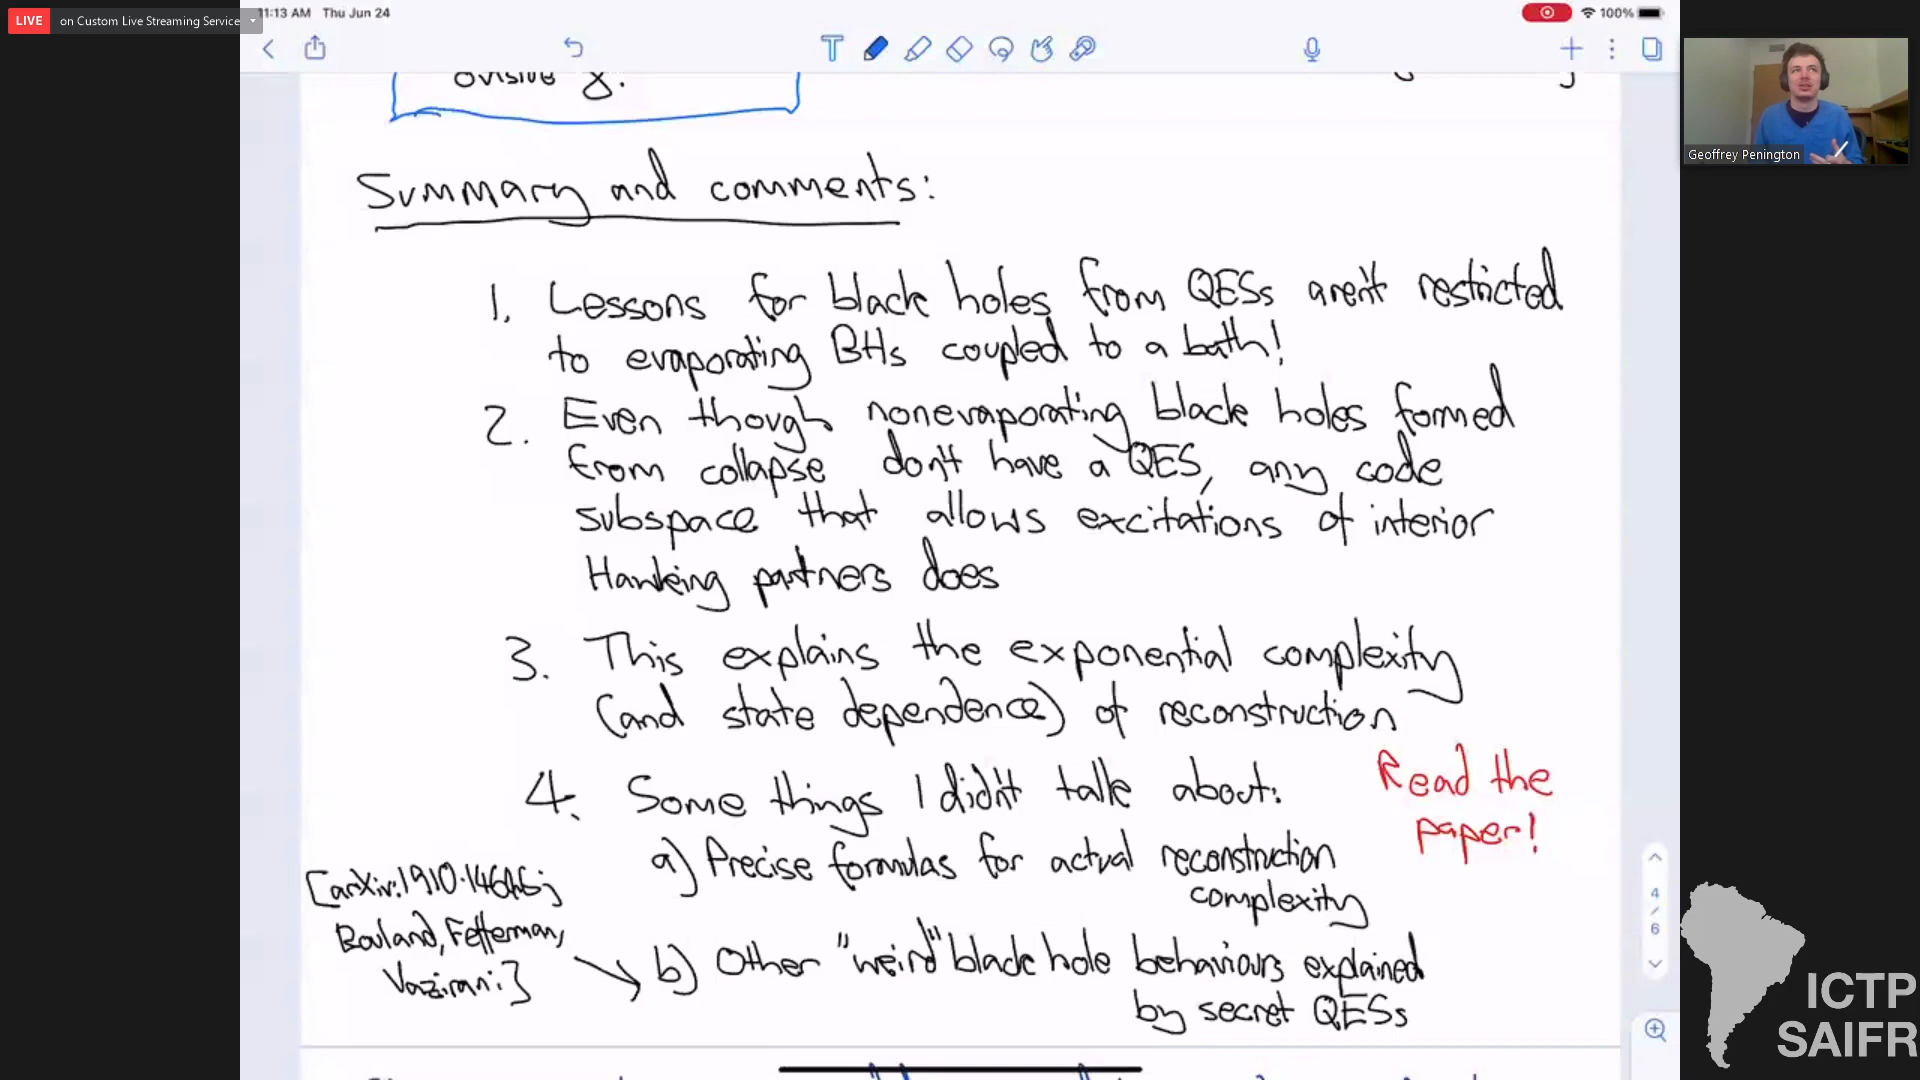 LIVE on Custom Live Streaming Service
11:13 AM Thu Jun 24
100%
Geoffrey Penington
Summary and comments:
1. Lessons for black holes from QESs aren't restricted
to evaporating BHs coupled to a bath!
2. Even though nonevaporating black holes formed
from collapse don't have a QES, any code
subspace that allows excitations of interior
Hawking partners does
3. This explains the exponential complexity
(and state dependence) of reconstruction
4. Some things I didn't talk about:
Read the
paper!
a) Precise formulas for actual reconstruction
complexity
[arXiv:1910.14646;
Bouland, Fefferman,
Vazirani]
b) Other "weird" black hole behaviours explained
by secret QESs
4
/
6
ICTP
SAIFR